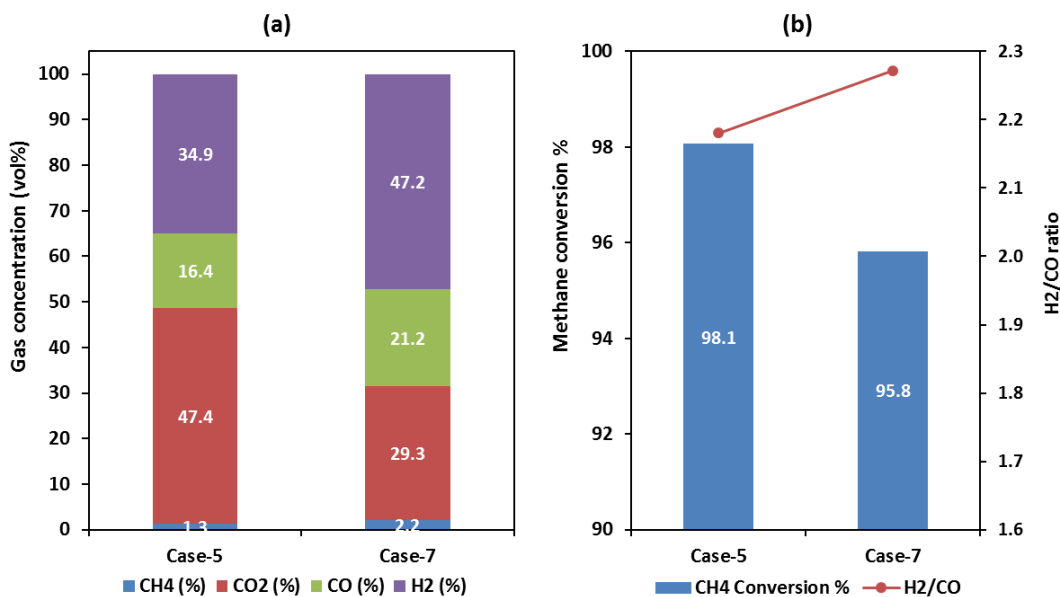 (a)
Gas concentration (vol%)
100
90
80
70
60
50
40
30
20
10
0
34.9
16.4
47.4
1.3
47.2
21.2
29.3
2.2
Case-5
Case-7
CH4 (%)
CO2 (%)
CO (%)
H2 (%)
(b)
Methane conversion %
100
98
96
94
92
90
98.1
95.8
2.3
2.2
2.1
2.0
1.9
1.8
1.7
1.6
H2/CO ratio
Case-5
Case-7
CH4 Conversion %
H2/CO